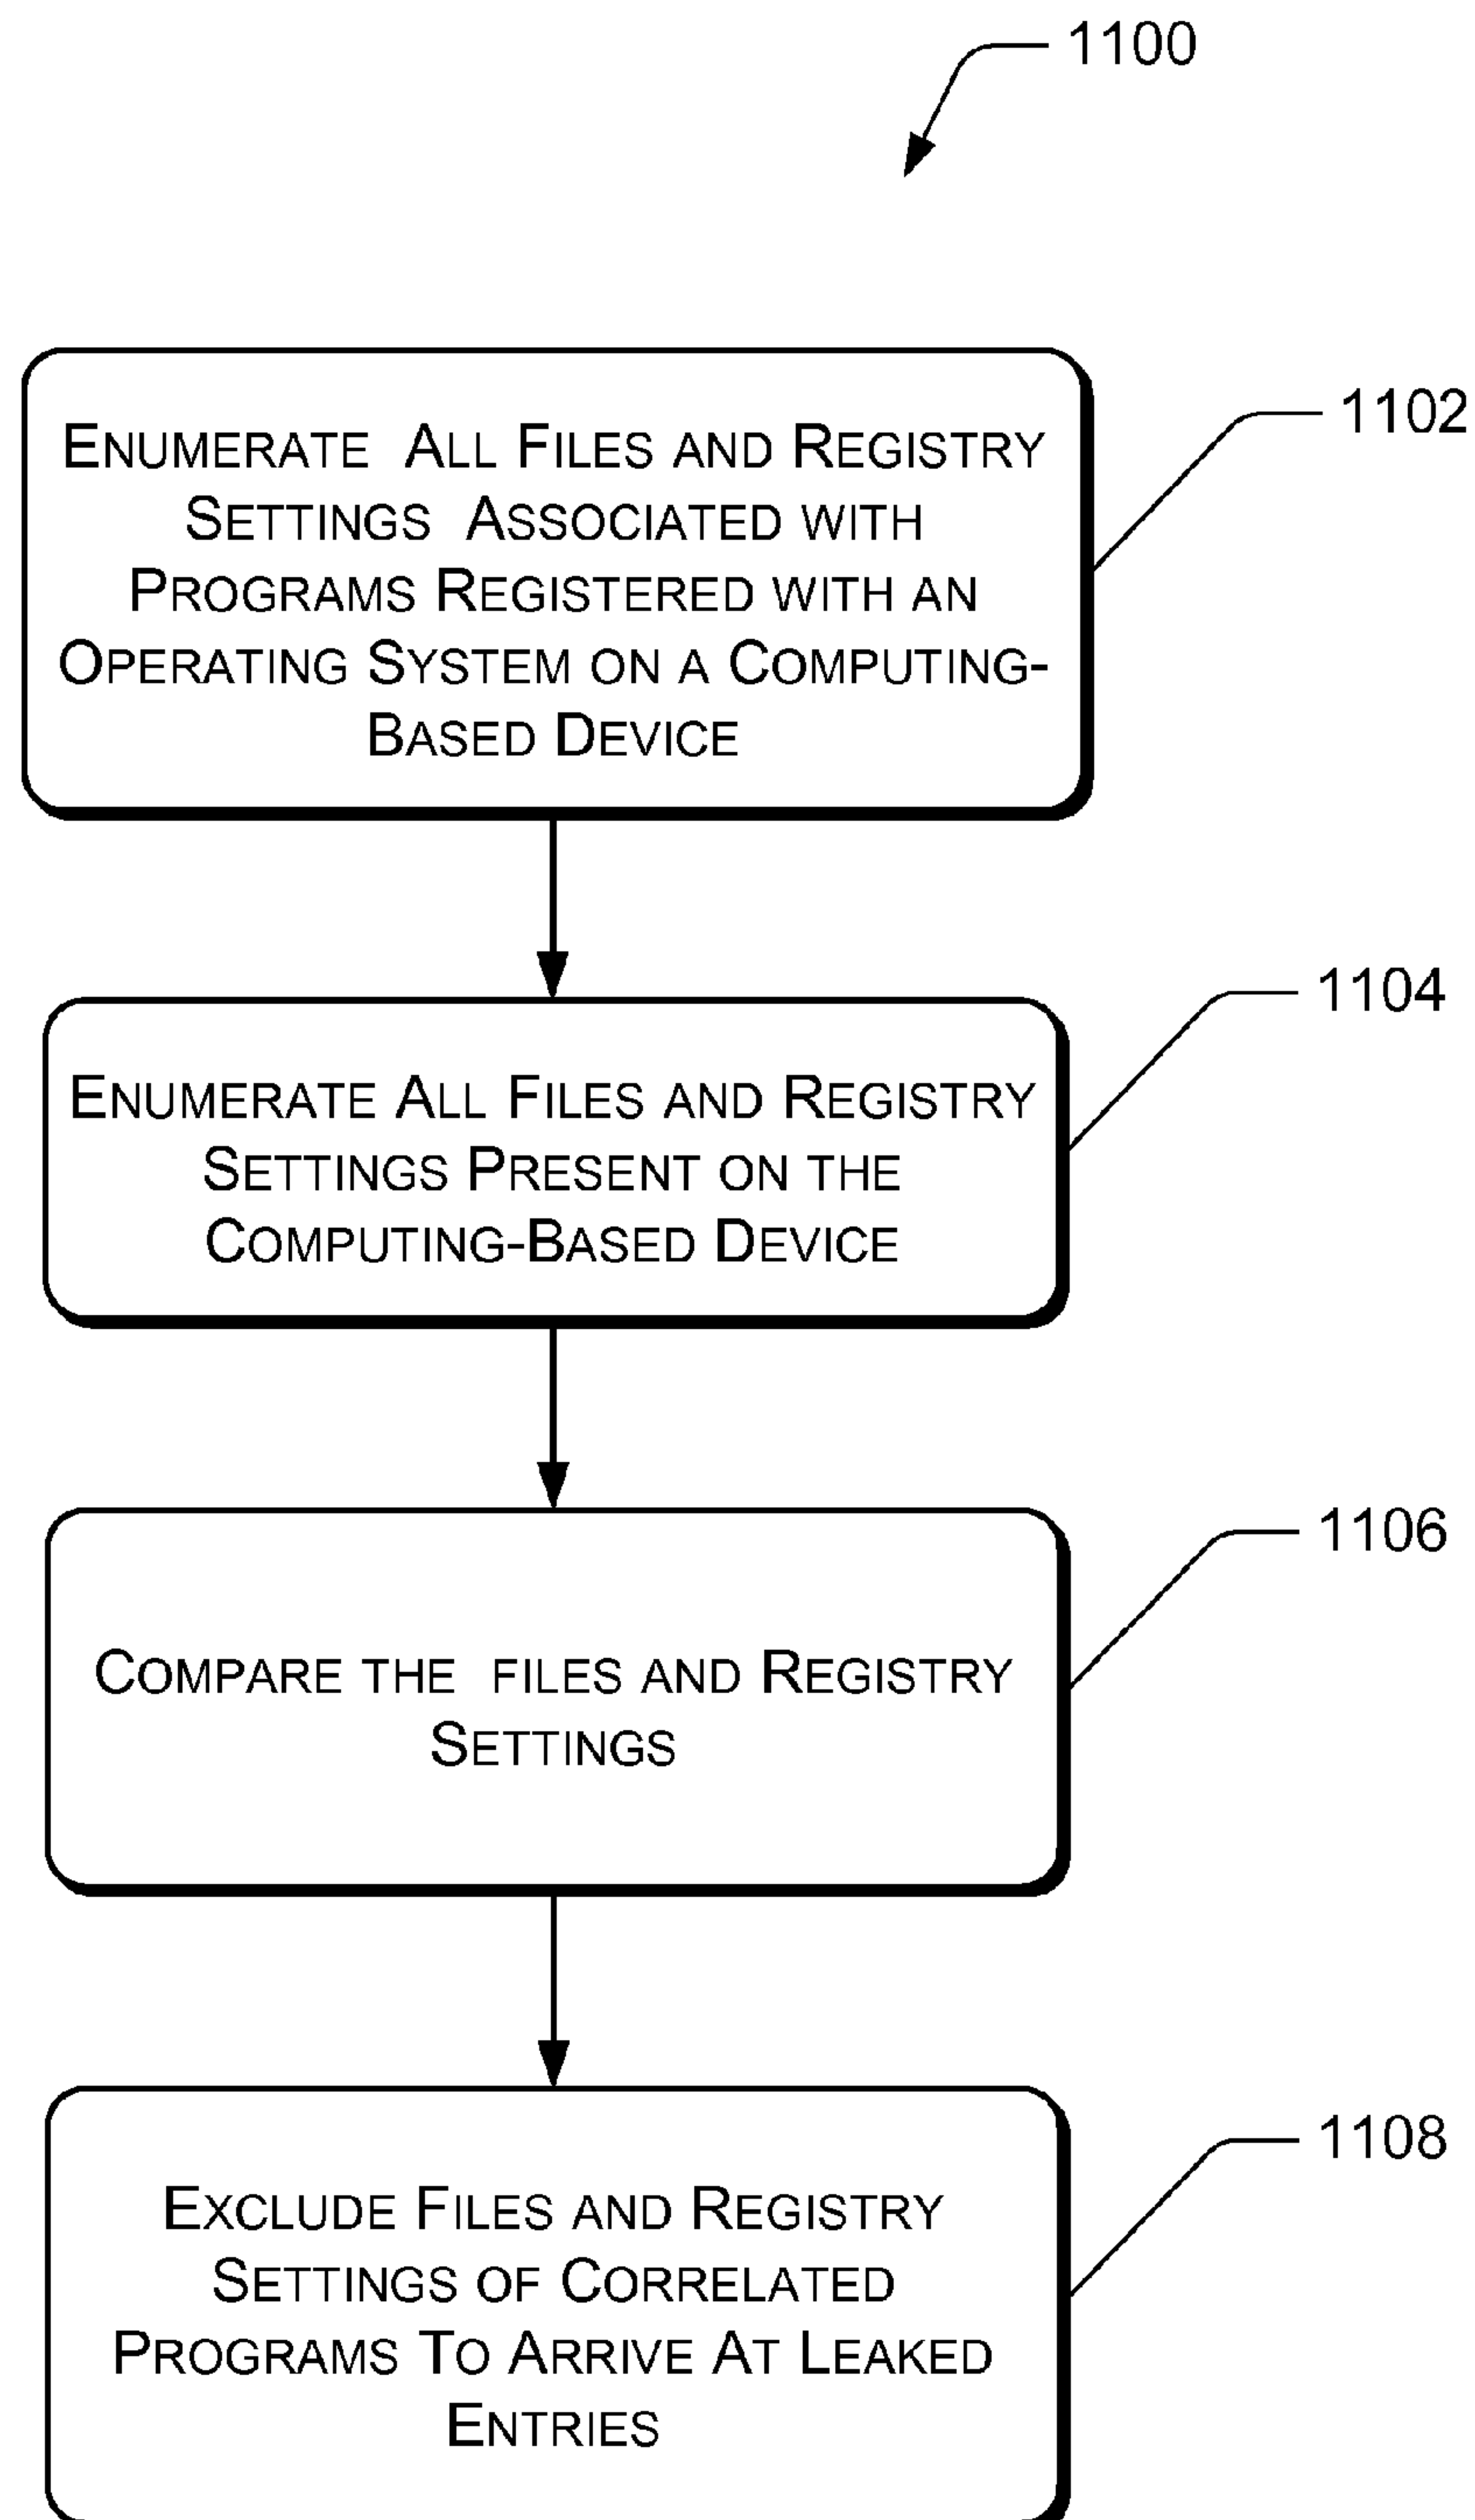 1100
1102
ENUMERATE ALL FILES AND REGISTRY
SETTINGS ASSOCIATED WITH
PROGRAMS REGISTERED WITH AN
OPERATING SYSTEM ON A COMPUTING-
BASED DEVICE
1104
ENUMERATE ALL FILES AND REGISTRY
SETTINGS PRESENT ON THE
COMPUTING-BASED DEVICE
1106
COMPARE THE FILES AND REGISTRY
SETTINGS
1108
EXCLUDE FILES AND REGISTRY
SETTINGS OF CORRELATED
PROGRAMS TO ARRIVE AT LEAKED
ENTRIES